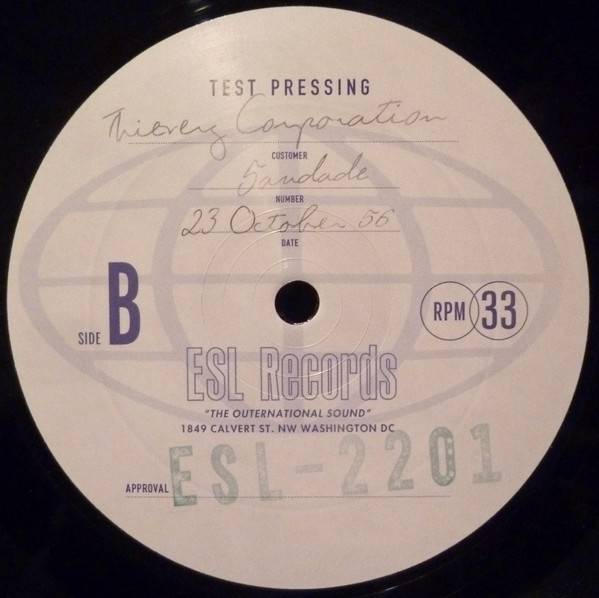 TEST PRESSING
Thievery Corporation
CUSTOMER
Saudade
NUMBER
23 October 56
DATE
SIDE B
RPM 33
ESL Records
"THE OUTERNATIONAL SOUND"
1849 CALVERT ST. NW WASHINGTON DC
ESL-2201
APPROVAL